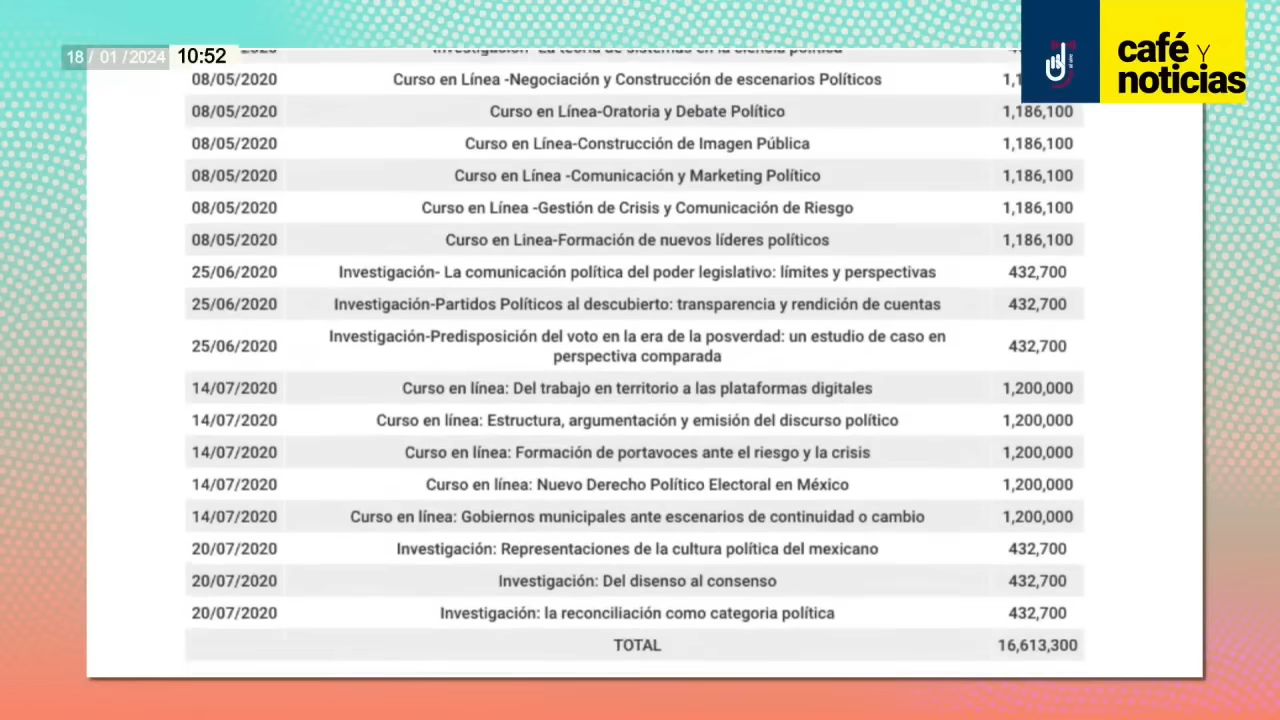 18/ 01 /2024 10:52
café Y
noticias
Investigación- La teoría de sistemas en la ciencia política
08/05/2020 Curso en Línea -Negociación y Construcción de escenarios Políticos
08/05/2020 Curso en Línea-Oratoria y Debate Político 1,186,100
08/05/2020 Curso en Línea-Construcción de Imagen Pública 1,186,100
08/05/2020 Curso en Línea -Comunicación y Marketing Político 1,186,100
08/05/2020 Curso en Línea -Gestión de Crisis y Comunicación de Riesgo 1,186,100
08/05/2020 Curso en Linea-Formación de nuevos líderes políticos 1,186,100
25/06/2020 Investigación- La comunicación política del poder legislativo: límites y perspectivas 432,700
25/06/2020 Investigación-Partidos Políticos al descubierto: transparencia y rendición de cuentas 432,700
Investigación-Predisposición del voto en la era de la posverdad: un estudio de caso en
25/06/2020 perspectiva comparada 432,700
14/07/2020 Curso en línea: Del trabajo en territorio a las plataformas digitales 1,200,000
14/07/2020 Curso en línea: Estructura, argumentación y emisión del discurso político 1,200,000
14/07/2020 Curso en línea: Formación de portavoces ante el riesgo y la crisis 1,200,000
14/07/2020 Curso en línea: Nuevo Derecho Político Electoral en México 1,200,000
14/07/2020 Curso en línea: Gobiernos municipales ante escenarios de continuidad o cambio 1,200,000
20/07/2020 Investigación: Representaciones de la cultura política del mexicano 432,700
20/07/2020 Investigación: Del disenso al consenso 432,700
20/07/2020 Investigación: la reconciliación como categoria política 432,700
TOTAL 16,613,300